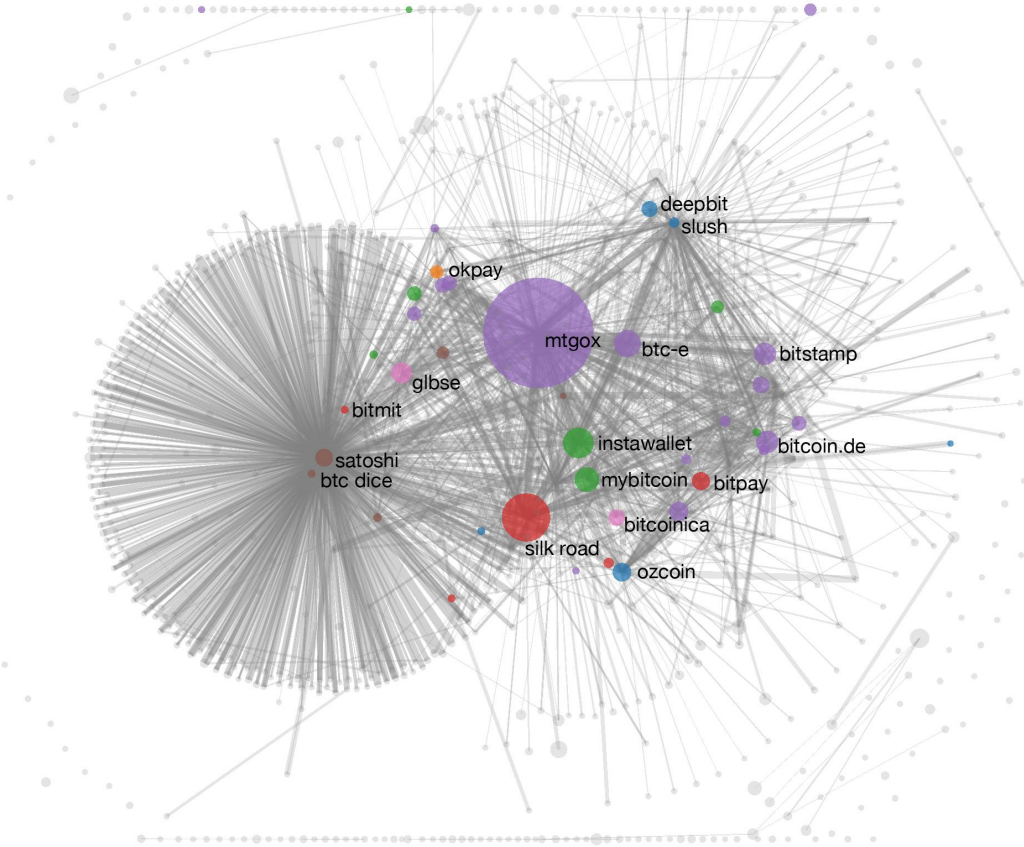 deepbit
slush
okpay
mtgox
btc-e
bitstamp
glbse
bitmit
instawallet
bitcoin.de
satoshi
btc dice
mybitcoin
bitpay
bitcoinica
silk road
ozcoin